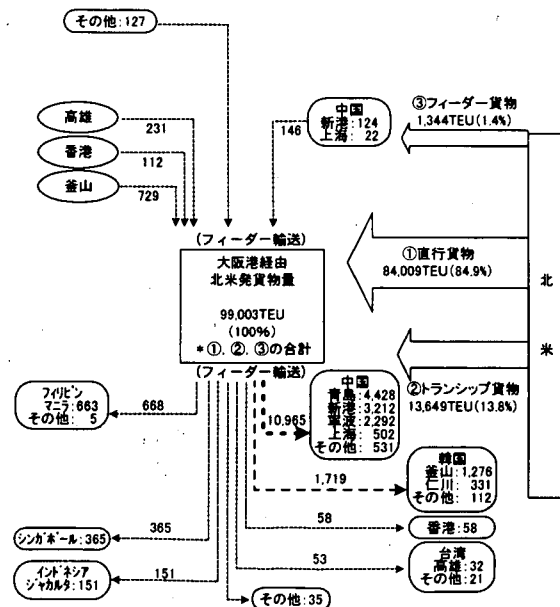 その他:127
高雄
231
香港
112
釜山
729
中国
新港:124
上海: 22
146
③フィーダー貨物
1,344TEU(1.4%)
(フィーダー輸送)
大阪港経由
北米発貨物量
99,003TEU
(100%)
*①.②.③の合計
(フィーダー輸送)
①直行貨物
84,009TEU(84.9%)
北
米
②トランシップ貨物
13,649TEU(13.8%)
フィリピン
マニラ:663
その他: 5
668
10,965
中国
青島:4,428
新港:3,212
寧波:2,292
上海: 502
その他: 531
1,719
韓国
釜山:1,276
仁川: 331
その他: 112
シンガポール:365
365
58
香港:58
インドネシア
ジャカルタ:151
151
53
台湾
高雄:32
その他:21
その他:35